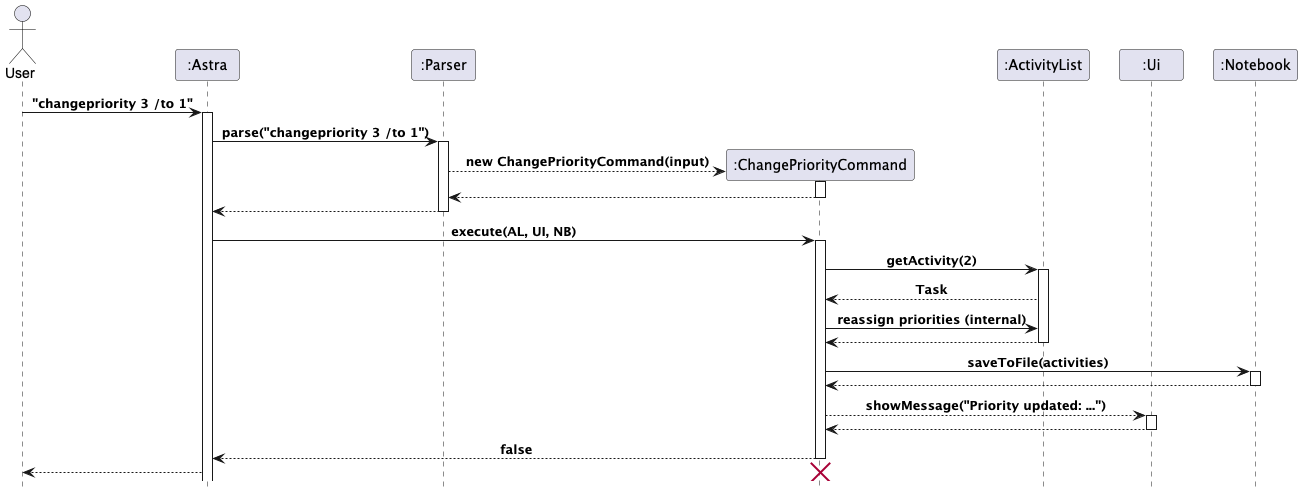 User
:Astra
:Parser
:ActivityList
:Ui
:Notebook
"changepriority 3 /to 1"
parse("changepriority 3 /to 1")
new ChangePriorityCommand(input)
:ChangePriorityCommand
execute(AL, UI, NB)
getActivity(2)
Task
reassign priorities (internal)
saveToFile(activities)
showMessage("Priority updated: ...")
false